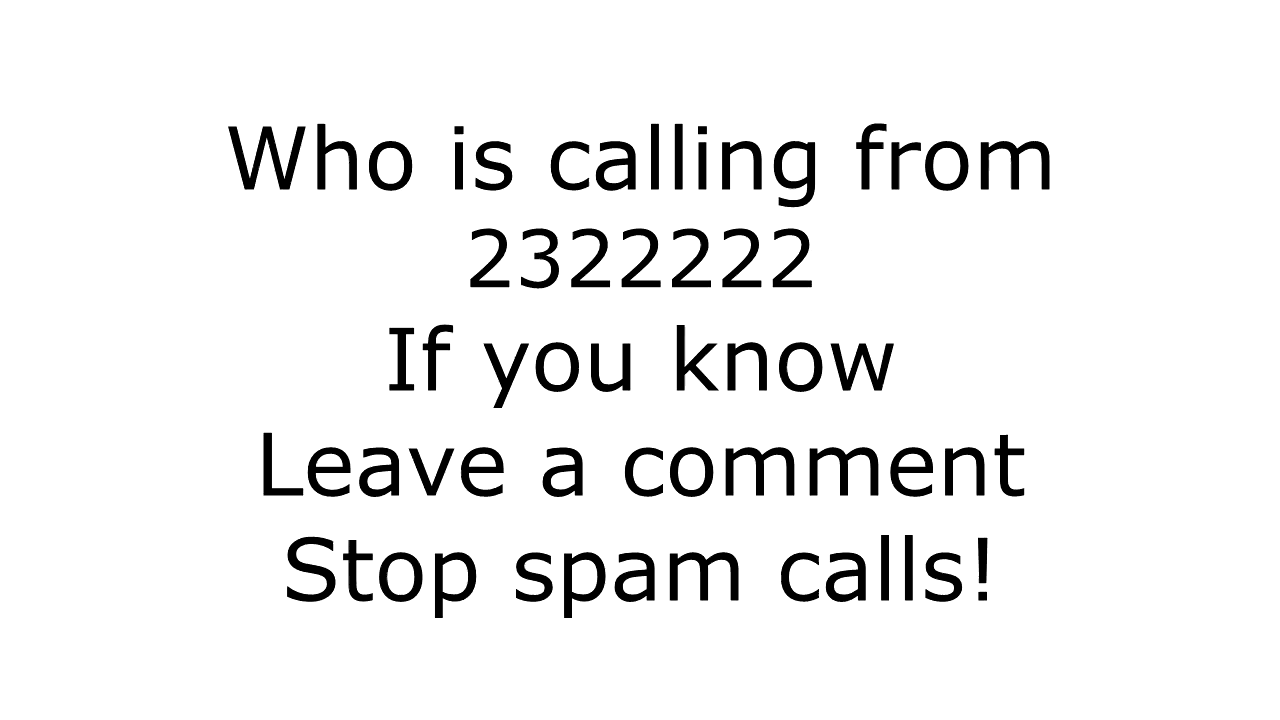 Who is calling from
2322222
If you know
Leave a comment
Stop spam calls!